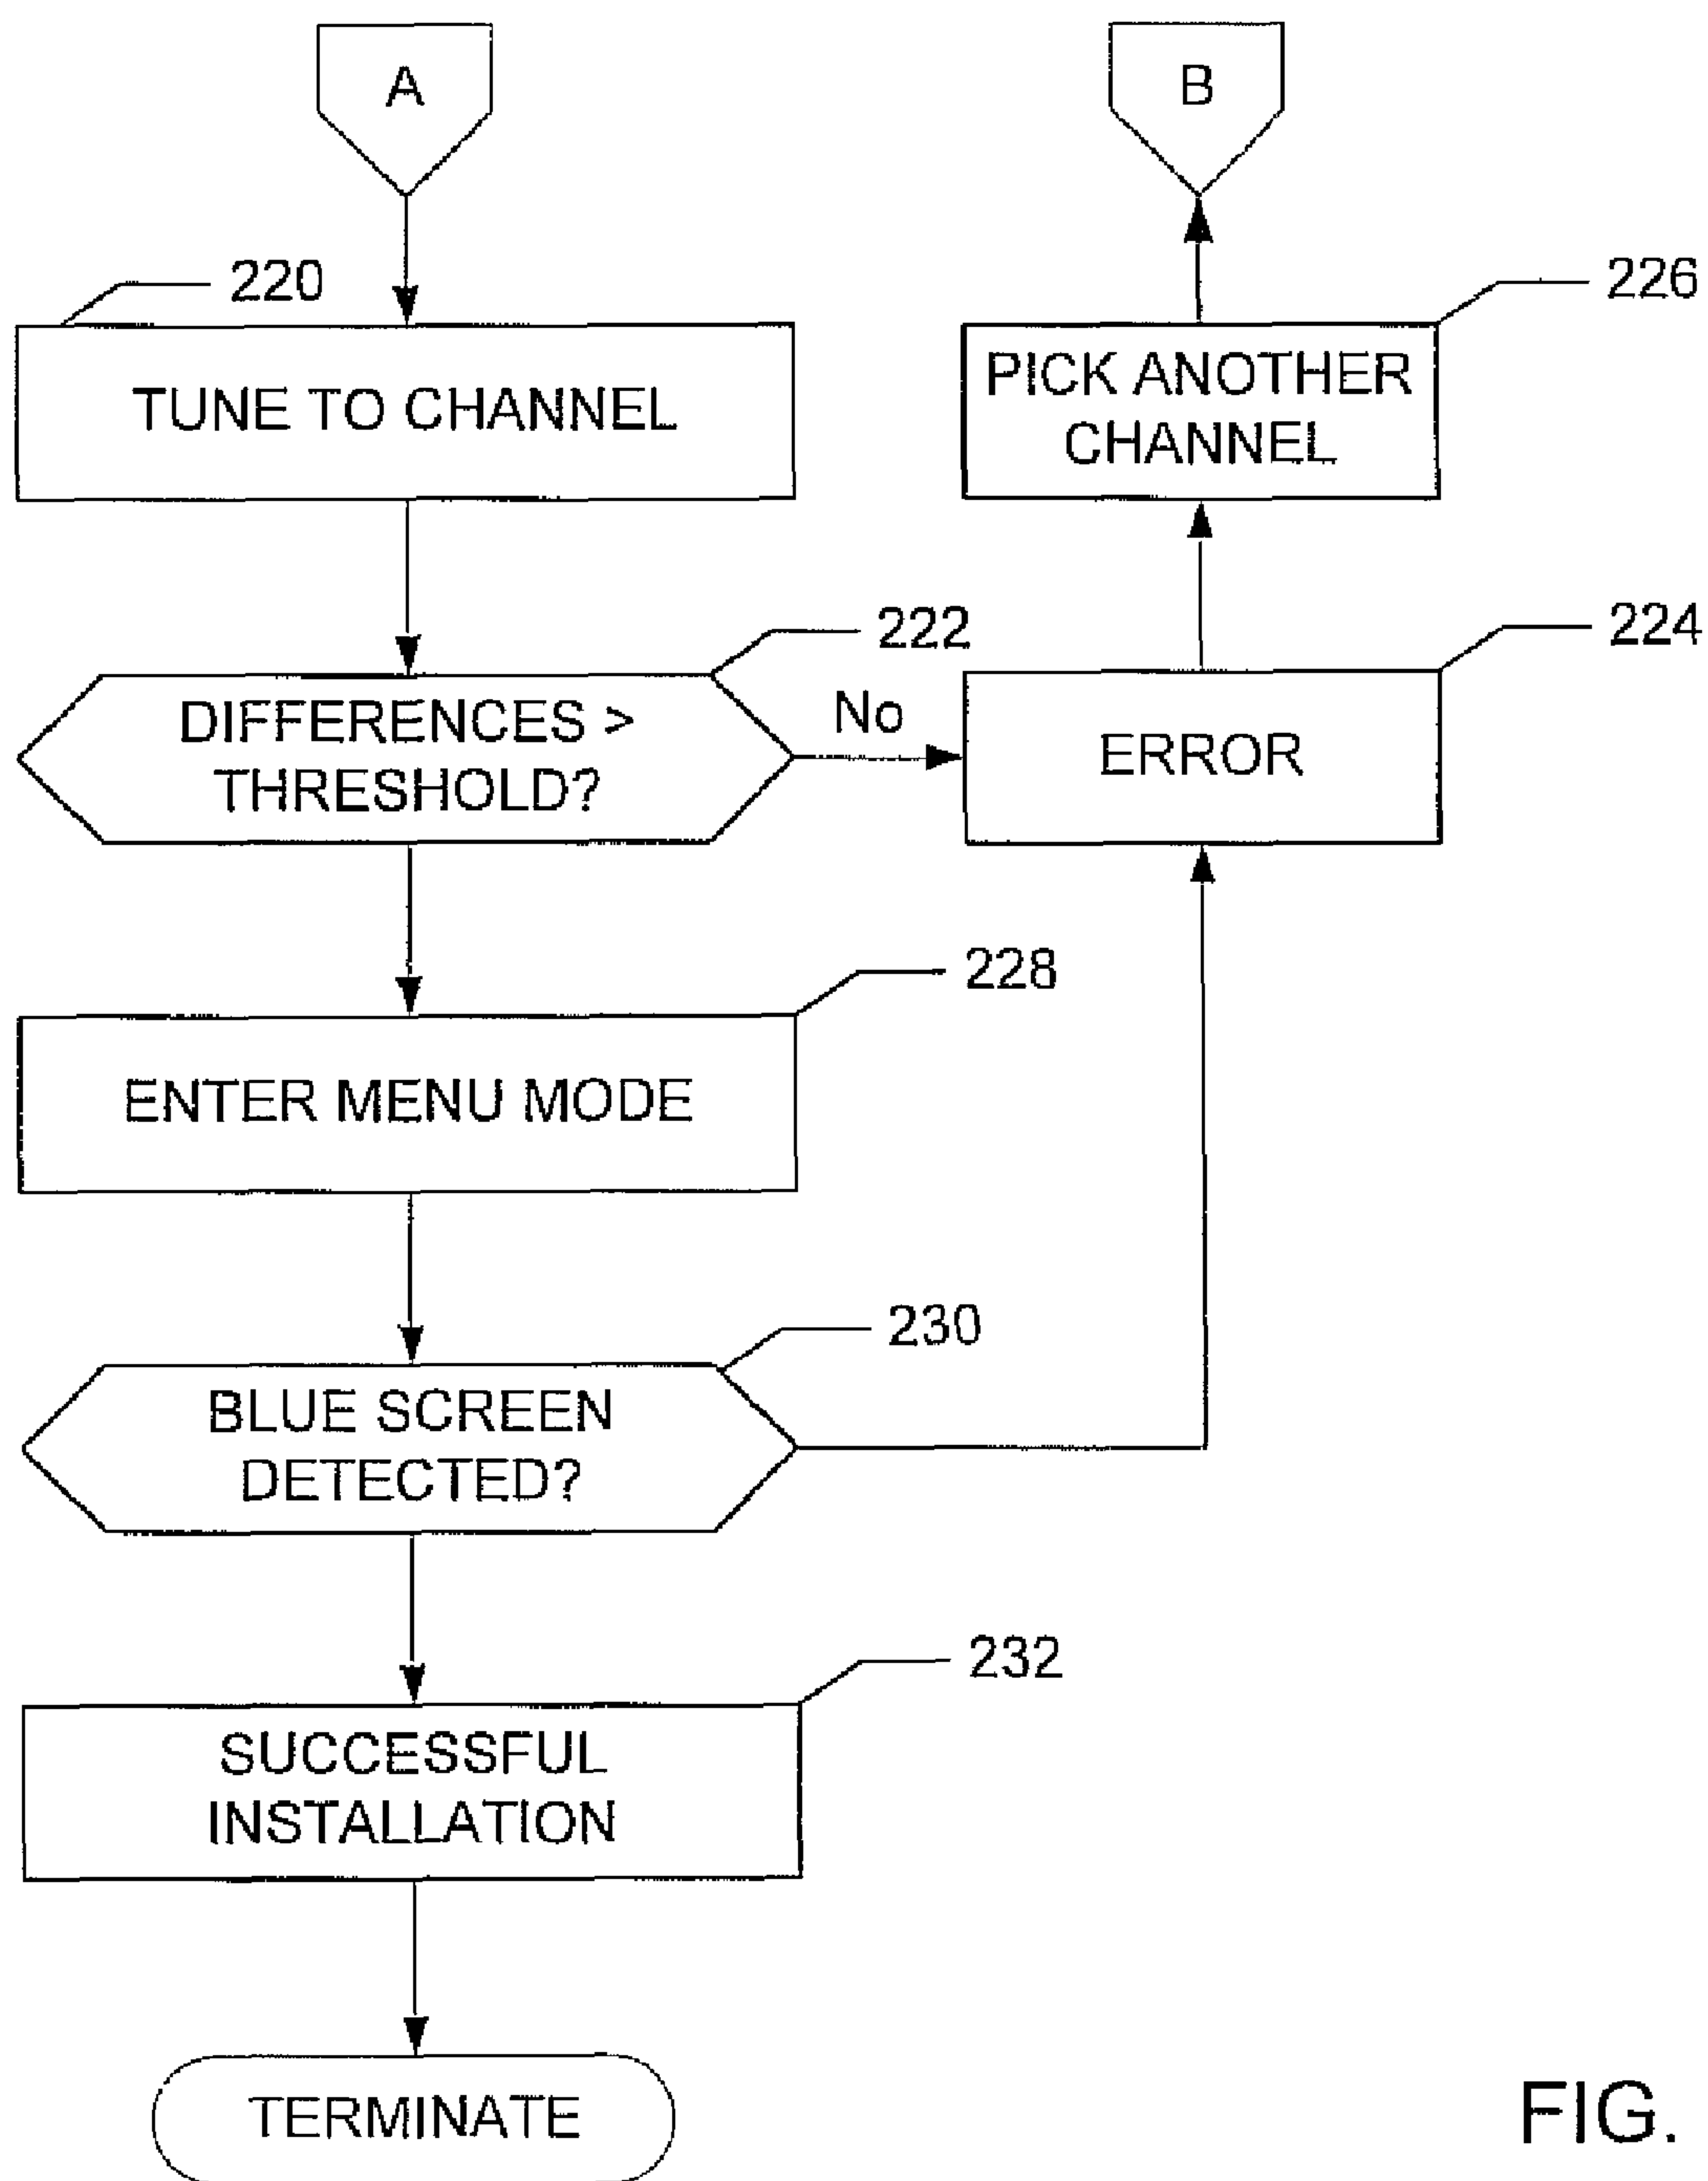 A
B
220
226
TUNE TO CHANNEL
PICK ANOTHER
CHANNEL
222
224
DIFFERENCES >
THRESHOLD?
No
ERROR
228
ENTER MENU MODE
230
BLUE SCREEN
DETECTED?
232
SUCCESSFUL
INSTALLATION
TERMINATE
FIG.